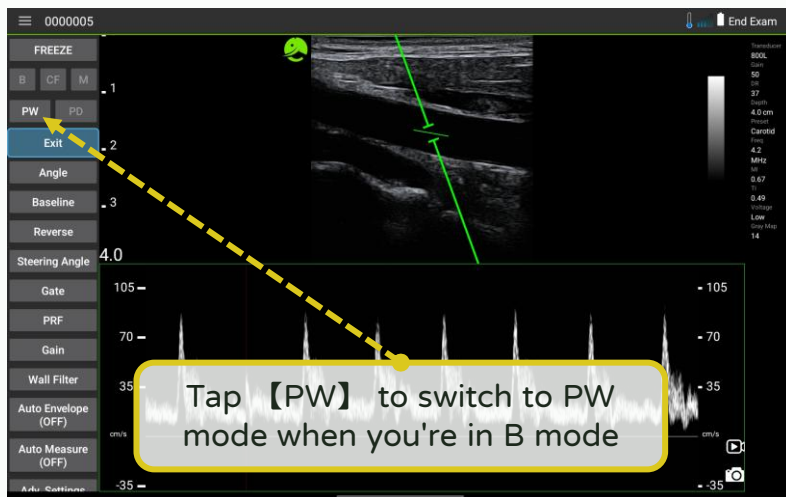 0000005
End Exam
FREEZE
B CF M
PW PD
Exit
Angle
Baseline
Reverse
Steering Angle
Gate
PRF
Gain
Wall Filter
Auto Envelope
(OFF)
Auto Measure
(OFF)
Adv. Settings
1
2
3
4.0
Transducer
800L
Gain
50
DR
37
Depth
4.0 cm
Preset
Carotid
Freq
4.2
MHz
MI
0.67
TI
0.49
Voltage
Low
Gray Map
14
105
70
35
cm/s
-35
105
70
35
cm/s
-35
Tap 【PW】 to switch to PW
mode when you're in B mode